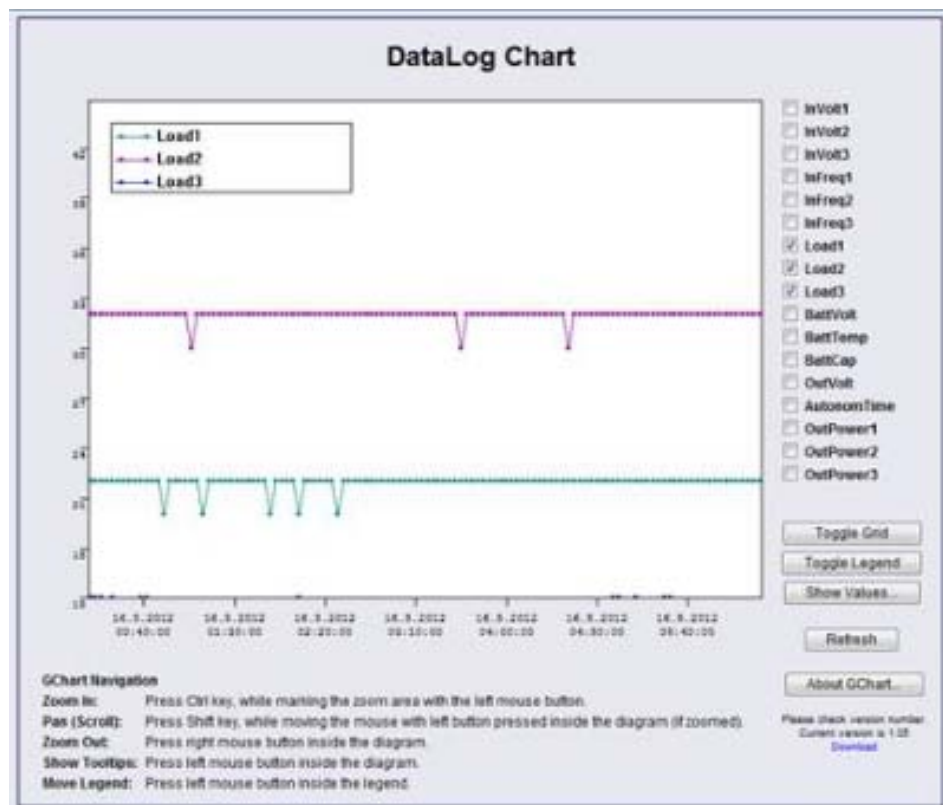 DataLog Chart
Load1
Load2
Load3
InVolt1
InVolt2
InVolt3
InFreq1
InFreq2
InFreq3
Load1
Load2
Load3
BattVolt
BattTemp
BattCap
OutVolt
AutonomTime
OutPower1
OutPower2
OutPower3
Toggle Grid
Toggle Legend
Show Values...
Refresh
About GChart...
Please check version number.
Current version is 1.05
Download
GChart Navigation
Zoom In: Press Ctrl key, while marking the zoom area with the left mouse button.
Pan (Scroll): Press Shift key, while moving the mouse with left button pressed inside the diagram (if zoomed).
Zoom Out: Press right mouse button inside the diagram.
Show Tooltips: Press left mouse button inside the diagram.
Move Legend: Press left mouse button inside the legend.